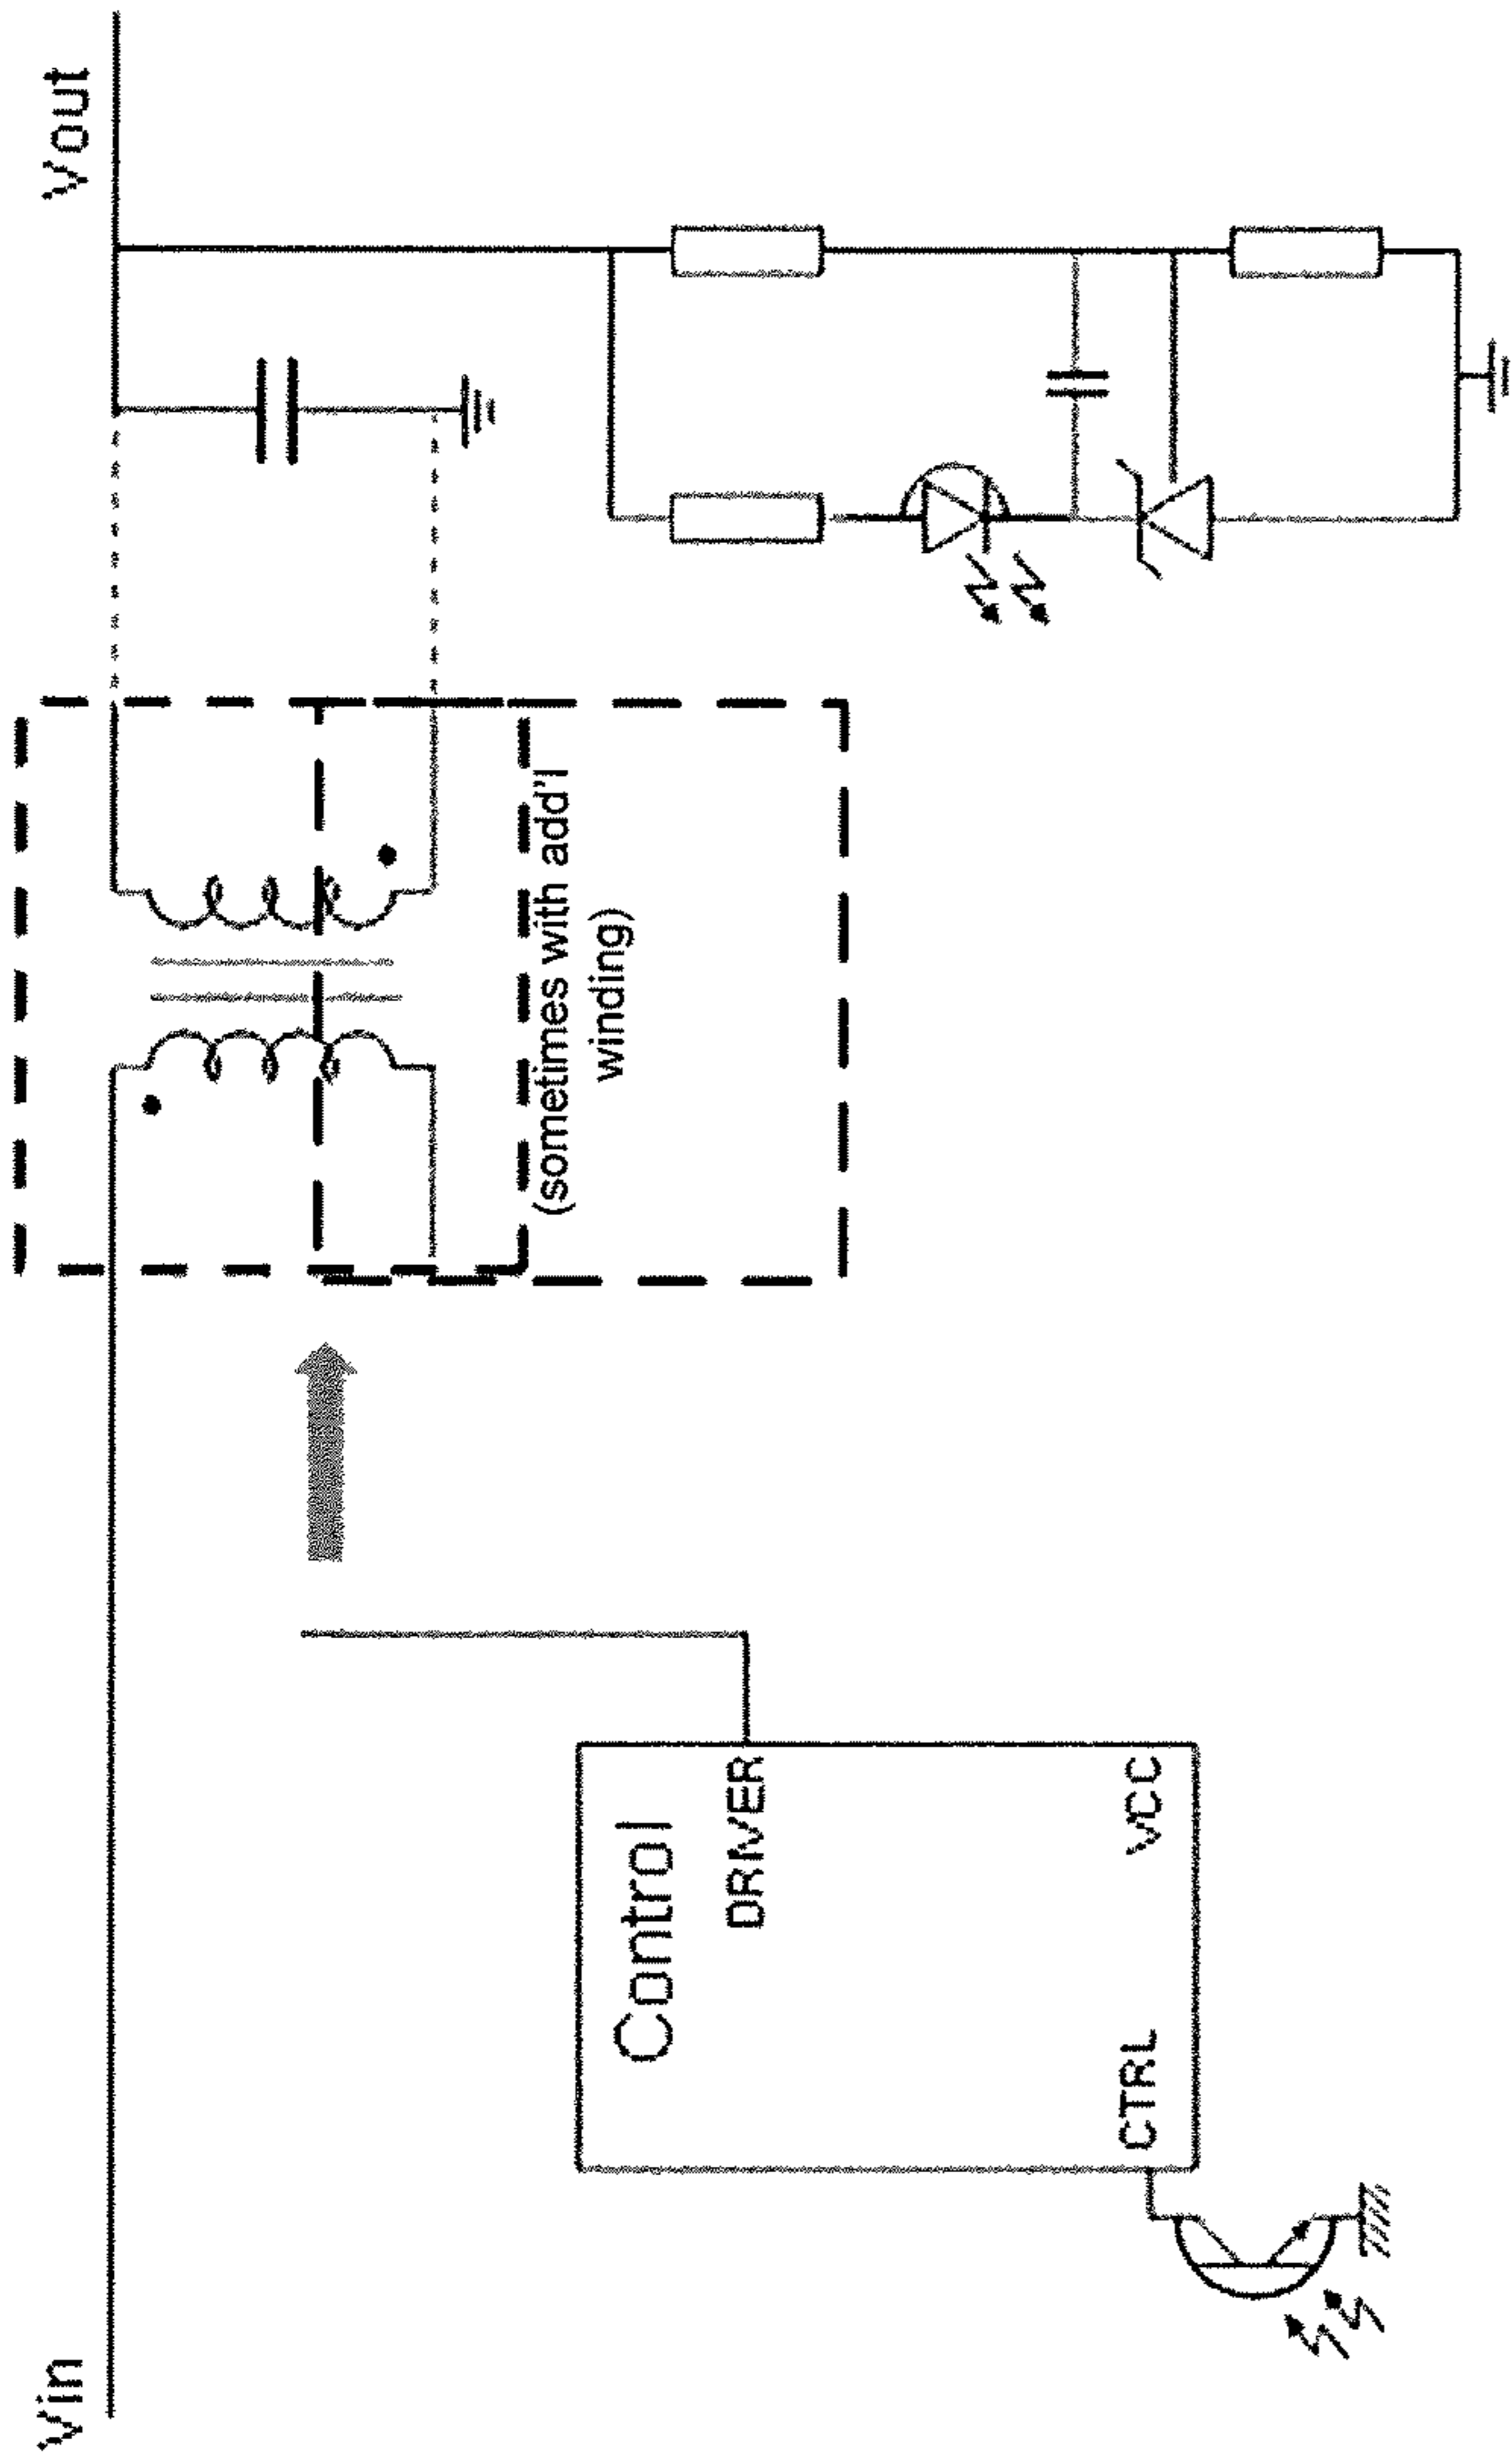 Vin
Vout
(sometimes with add'l
winding)
Control
DRIVER
CTRL
VCC